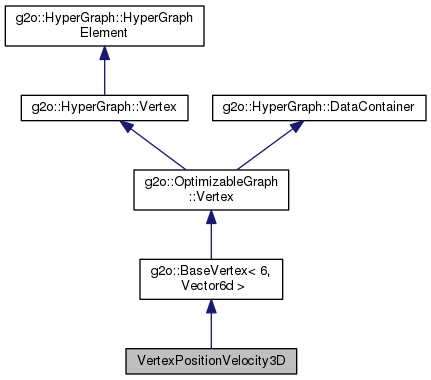 g2o::HyperGraph::HyperGraph
Element
g2o::HyperGraph::Vertex
g2o::HyperGraph::DataContainer
g2o::OptimizableGraph
::Vertex
g2o::BaseVertex< 6,
Vector6d >
VertexPositionVelocity3D